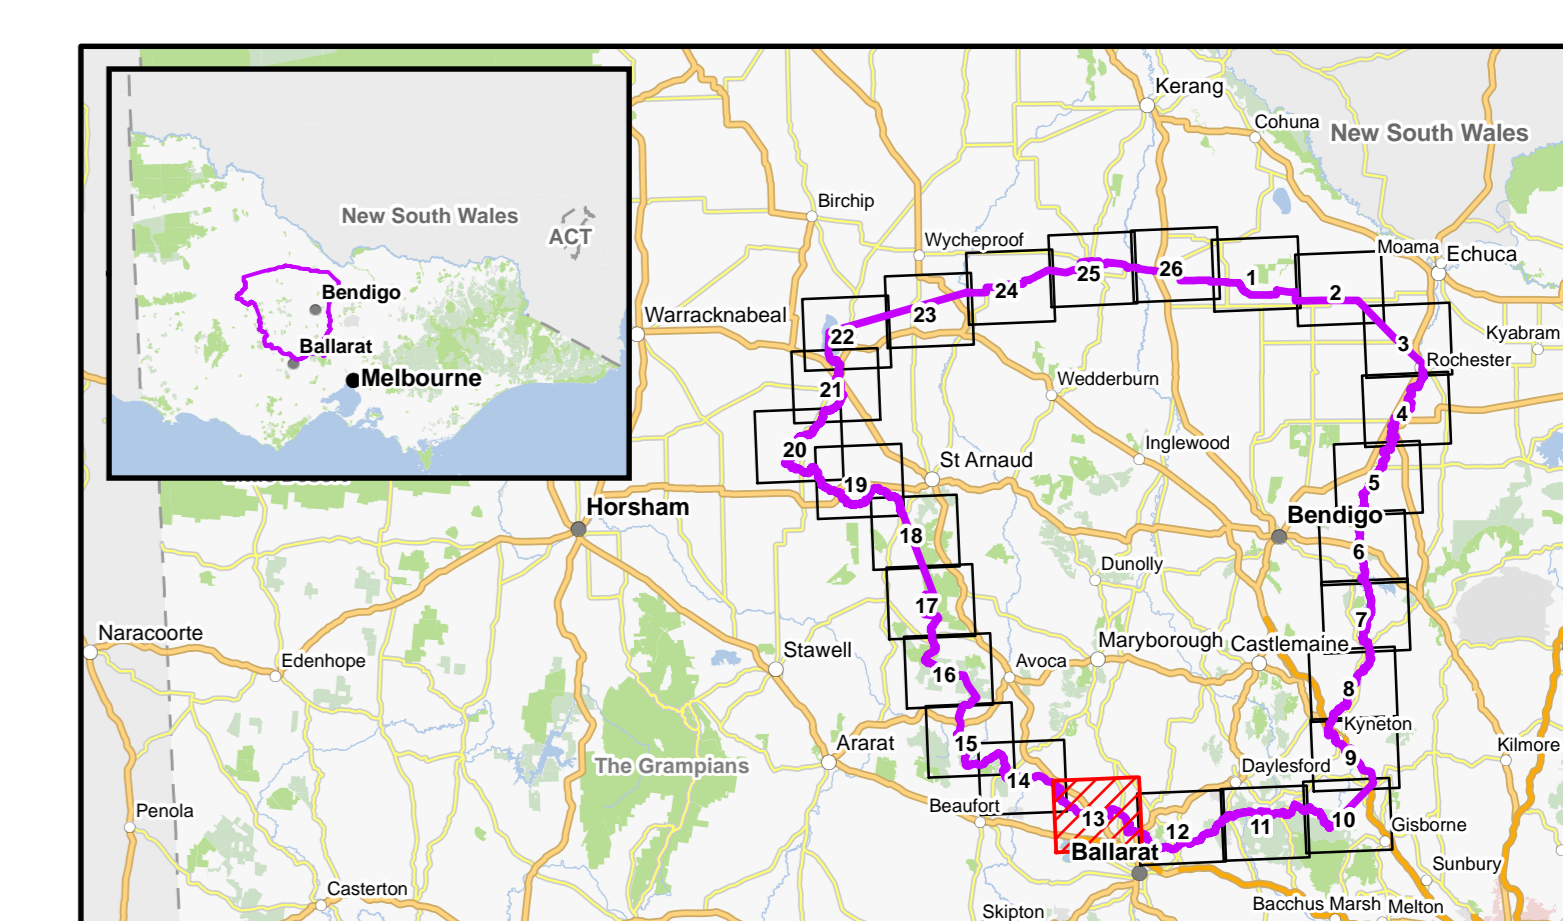 New South Wales
ACT
Bendigo
Ballarat
Melbourne
Kerang
Cohuna
New South Wales
Birchip
Wycheproof
Moama
Echuca
Warracknabeal
Kyabram
Rochester
Wedderburn
Inglewood
St Arnaud
Horsham
Bendigo
Dunolly
Naracoorte
Edenhope
Stawell
Avoca
Maryborough
Castlemaine
Kyneton
Ararat
The Grampians
Kilmore
Daylesford
Penola
Beaufort
Ballarat
Gisborne
Sunbury
Casterton
Skipton
Bacchus Marsh
Melton
1
2
3
4
5
6
7
8
9
10
11
12
13
14
15
16
17
18
19
20
21
22
23
24
25
26